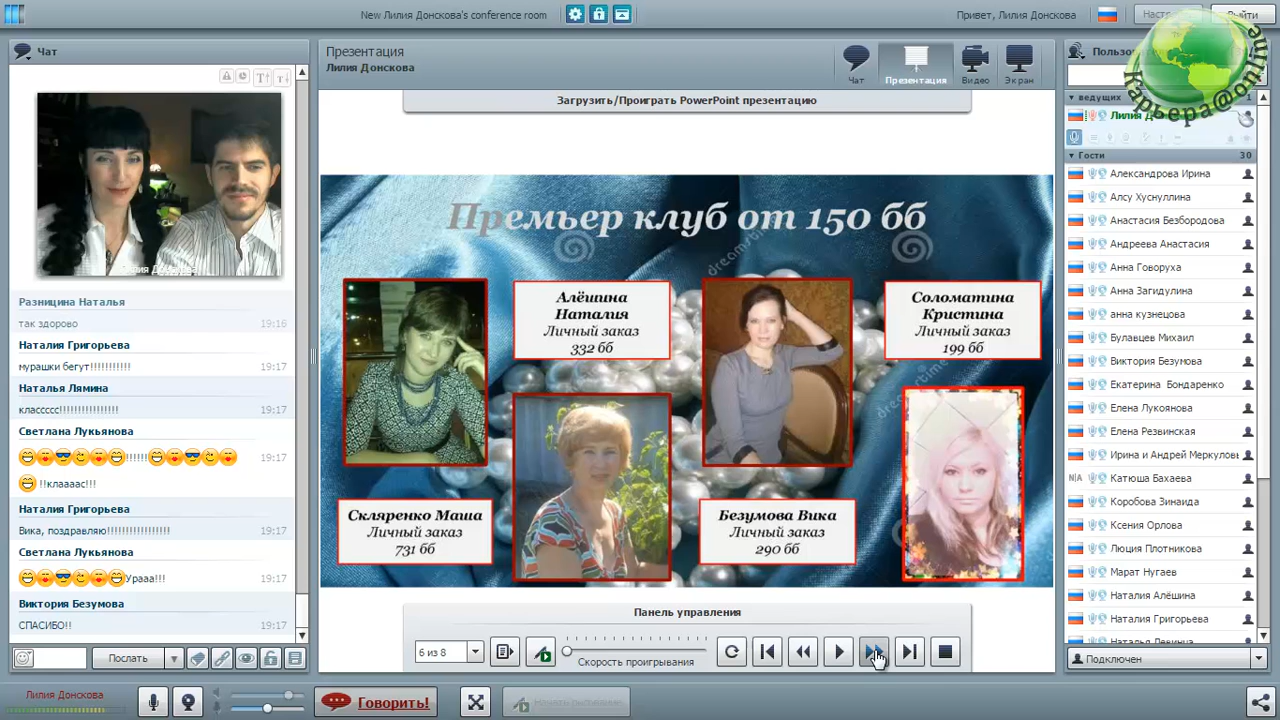 New Лилия Донскова's conference room
Привет, Лилия Донскова
Выйти
Карьера@online
Чат
Лилия Донскова
Разницина Наталья
так здорово 19:16
Наталия Григорьева
мурашки бегут!!!!!!!!!!! 19:17
Наталья Лямина
классссс!!!!!!!!!!!!!!!! 19:17
Светлана Лукьянова
!!!!!! 19:17
!!клаааас!!!
Наталия Григорьева
Вика, поздравляю!!!!!!!!!!!!!!!!! 19:17
Светлана Лукьянова
Урааа!!! 19:17
Виктория Безумова
СПАСИБО!! 19:17
Послать
Презентация
Лилия Донскова
Чат
Презентация
Видео
Экран
Загрузить/Проиграть PowerPoint презентацию
Премьер клуб от 150 бб
Алёшина
Наталия
Личный заказ
332 бб
Соломатина
Кристина
Личный заказ
199 бб
Скляренко Маша
Личный заказ
731 бб
Безумова Вика
Личный заказ
290 бб
dreamstime
Панель управления
6 из 8
Скорость проигрывания
ведущих 1
Гости 30
Александрова Ирина
Алсу Хуснуллина
Анастасия Безбородова
Андреева Анастасия
Анна Говоруха
Анна Загидулина
анна кузнецова
Булавцев Михаил
Виктория Безумова
Екатерина Бондаренко
Елена Лукоянова
Елена Резвинская
Ирина и Андрей Меркуловы
N/A Катюша Бахаева
Коробова Зинаида
Ксения Орлова
Люция Плотникова
Марат Нугаев
Наталия Алёшина
Наталия Григорьева
Подключен
Лилия Донскова
Говорить!